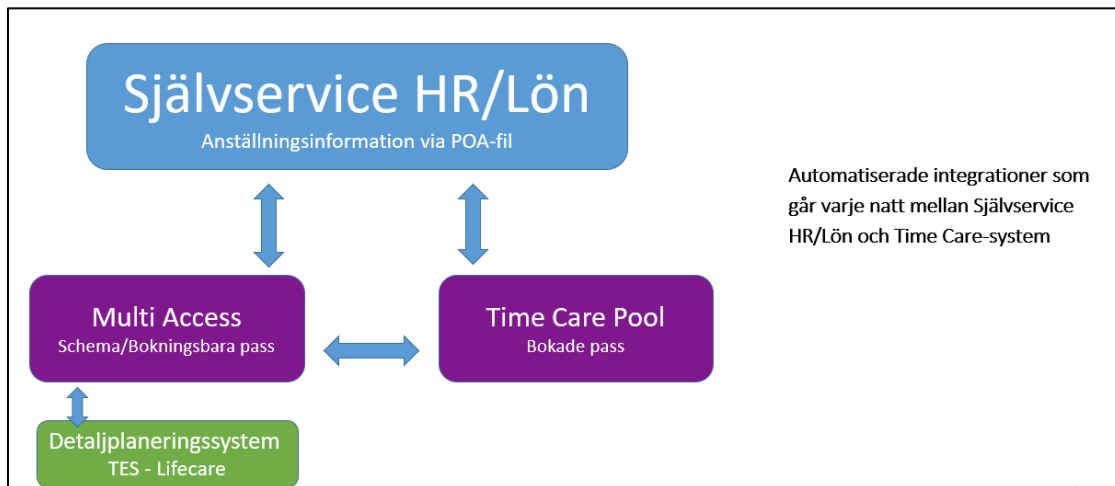 Självservice HR/Lön
Anställningsinformation via POA-fil
Automatiserade integrationer som
går varje natt mellan Självservice
HR/Lön och Time Care-system
Multi Access
Schema/Bokningsbara pass
Time Care Pool
Bokade pass
Detaljplaneringssystem
TES - Lifecare